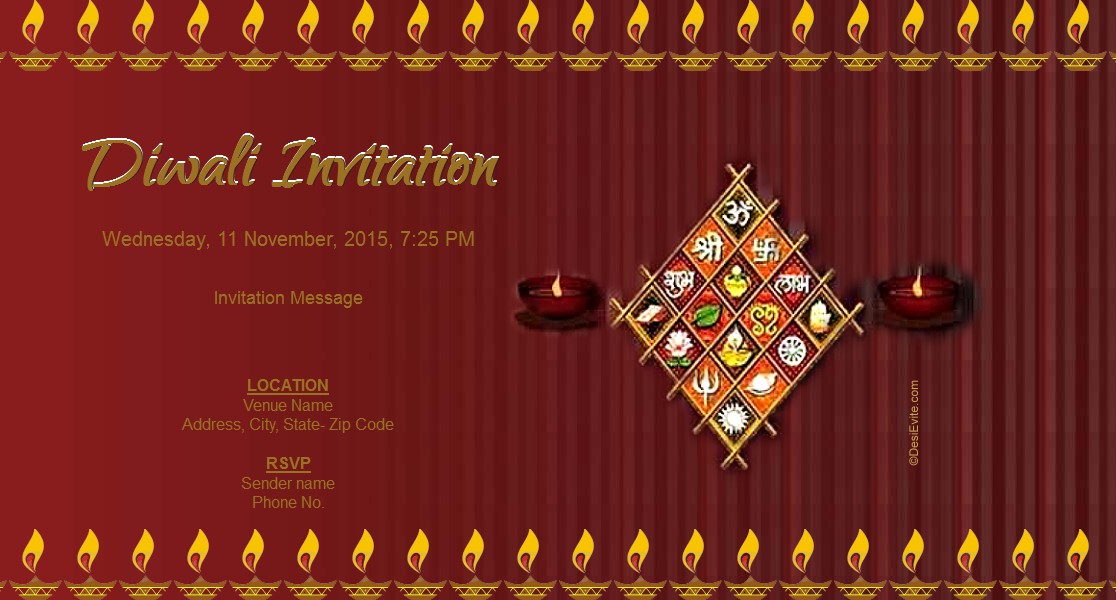 Diwali Invitation
Wednesday, 11 November, 2015, 7:25 PM
Invitation Message
LOCATION
Venue Name
Address, City, State- Zip Code
RSVP
Sender name
Phone No.
ॐ
श्री
शुभ लाभ
©DesiEvite.com